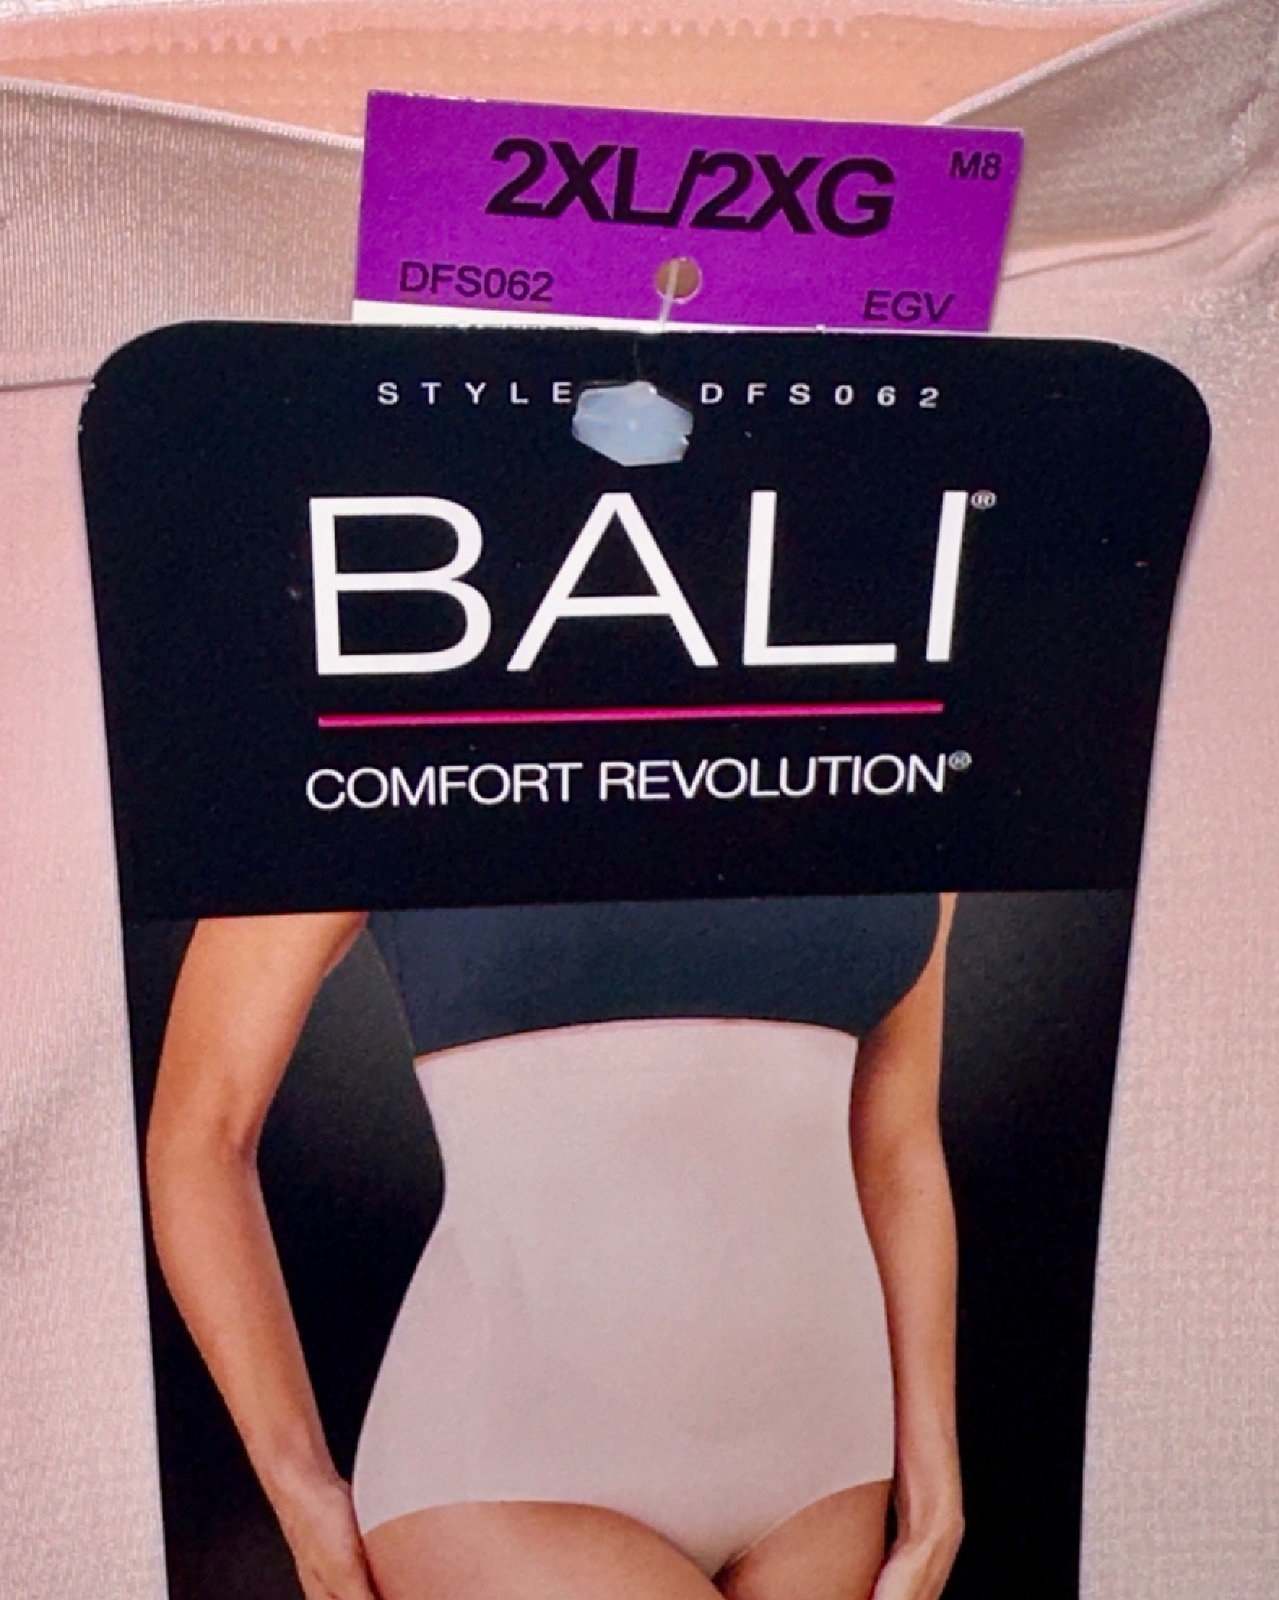 2XL/2XG
M8
DFS062
EGV
STYLE DFS062
BALI®
COMFORT REVOLUTION®